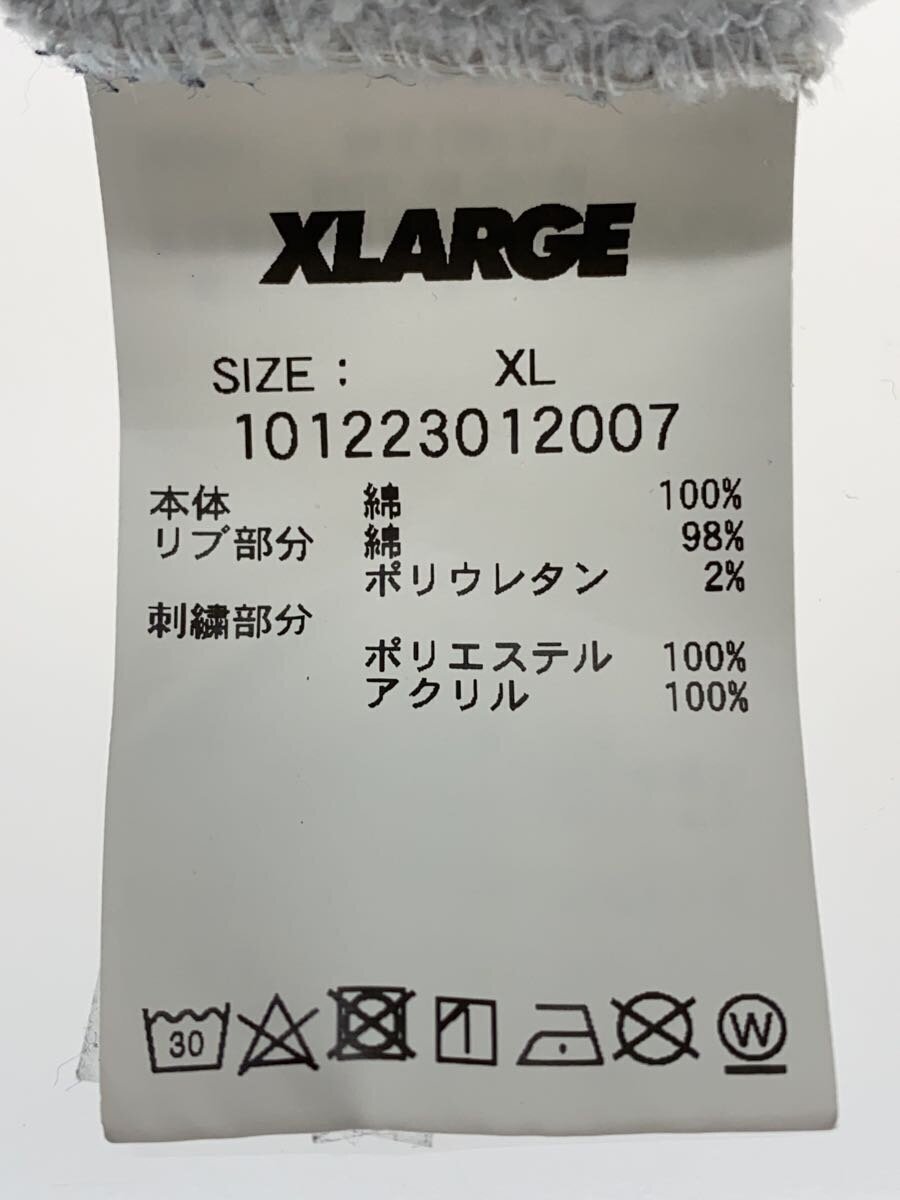 XLARGE
SIZE : XL
101223012007
本体 綿 100%
リブ部分 綿 98%
ポリウレタン 2%
刺繍部分
ポリエステル 100%
アクリル 100%
30 W